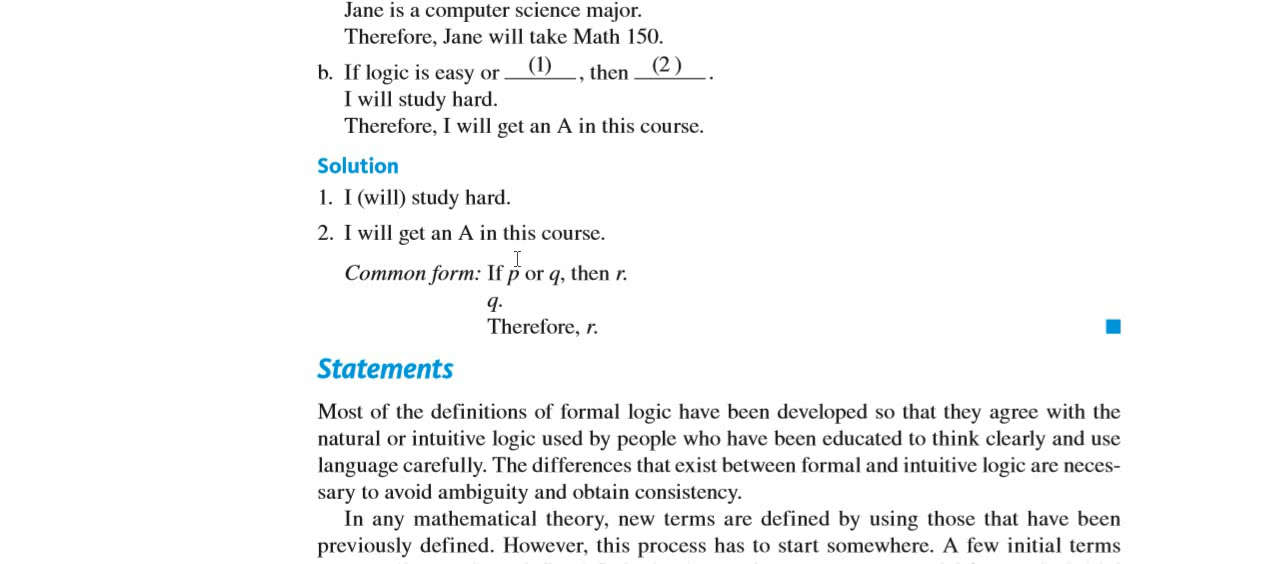 Jane is a computer science major.
Therefore, Jane will take Math 150.
b. If logic is easy or (1) , then (2) .
I will study hard.
Therefore, I will get an A in this course.
Solution
1. I (will) study hard.
2. I will get an A in this course.
Common form: If p or q, then r.
q.
Therefore, r.
Statements
Most of the definitions of formal logic have been developed so that they agree with the
natural or intuitive logic used by people who have been educated to think clearly and use
language carefully. The differences that exist between formal and intuitive logic are neces-
sary to avoid ambiguity and obtain consistency.
In any mathematical theory, new terms are defined by using those that have been
previously defined. However, this process has to start somewhere. A few initial terms